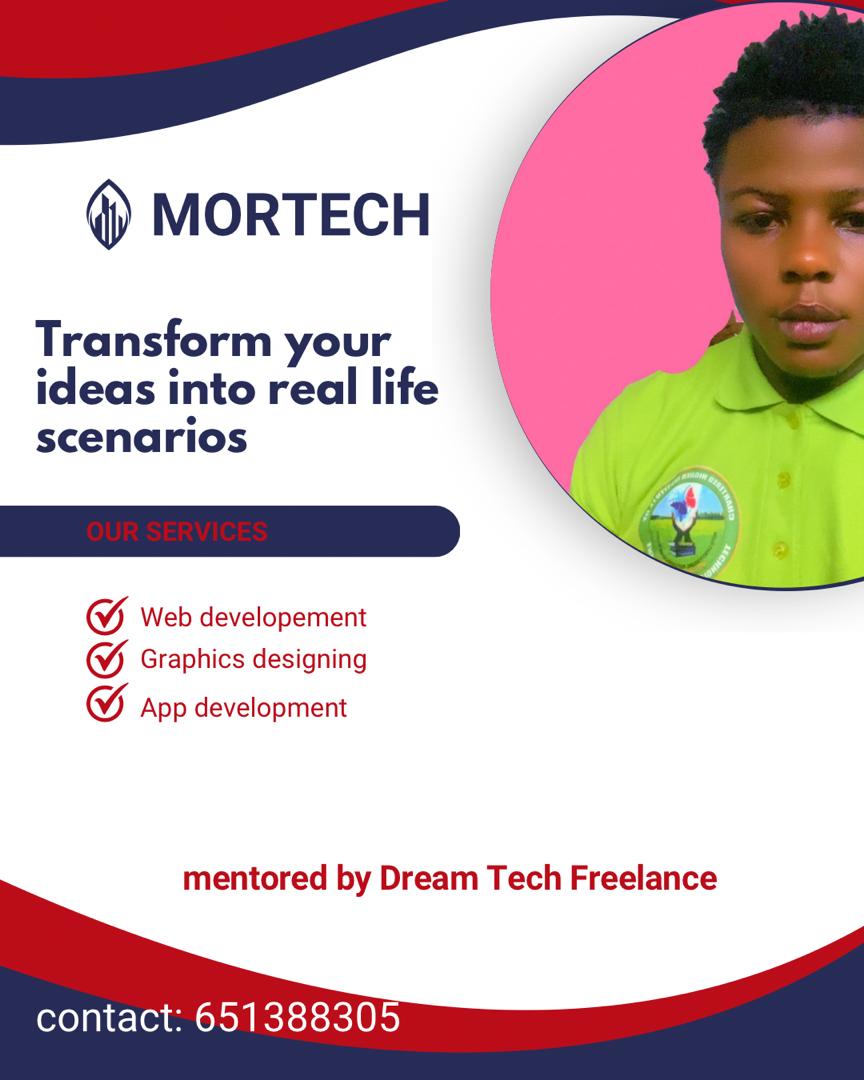 MORTECH
Transform your
ideas into real life
scenarios
OUR SERVICES
Web developement
Graphics designing
App development
mentored by Dream Tech Freelance
contact: 651388305